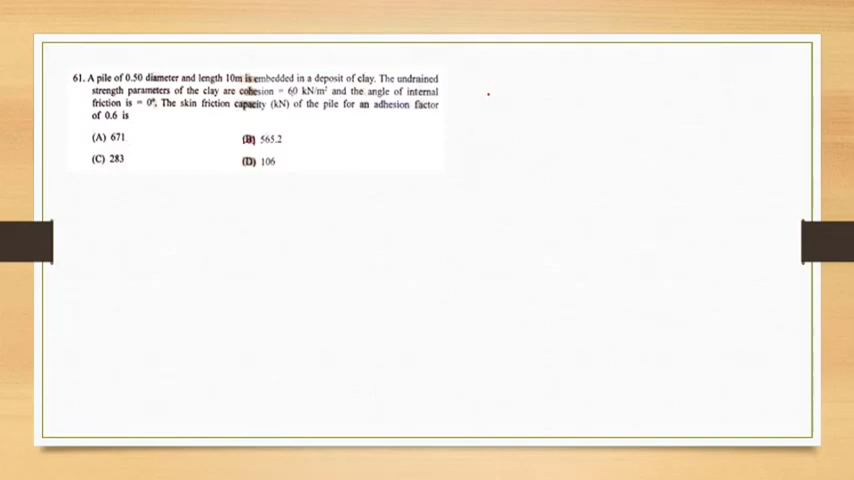 61. A pile of 0.50 diameter and length 10m is embedded in a deposit of clay. The undrained
strength parameters of the clay are cohesion = 60 kN/m² and the angle of internal
friction is = 0°. The skin friction capacity (kN) of the pile for an adhesion factor
of 0.6 is
(A) 671 (B) 565.2
(C) 283 (D) 106